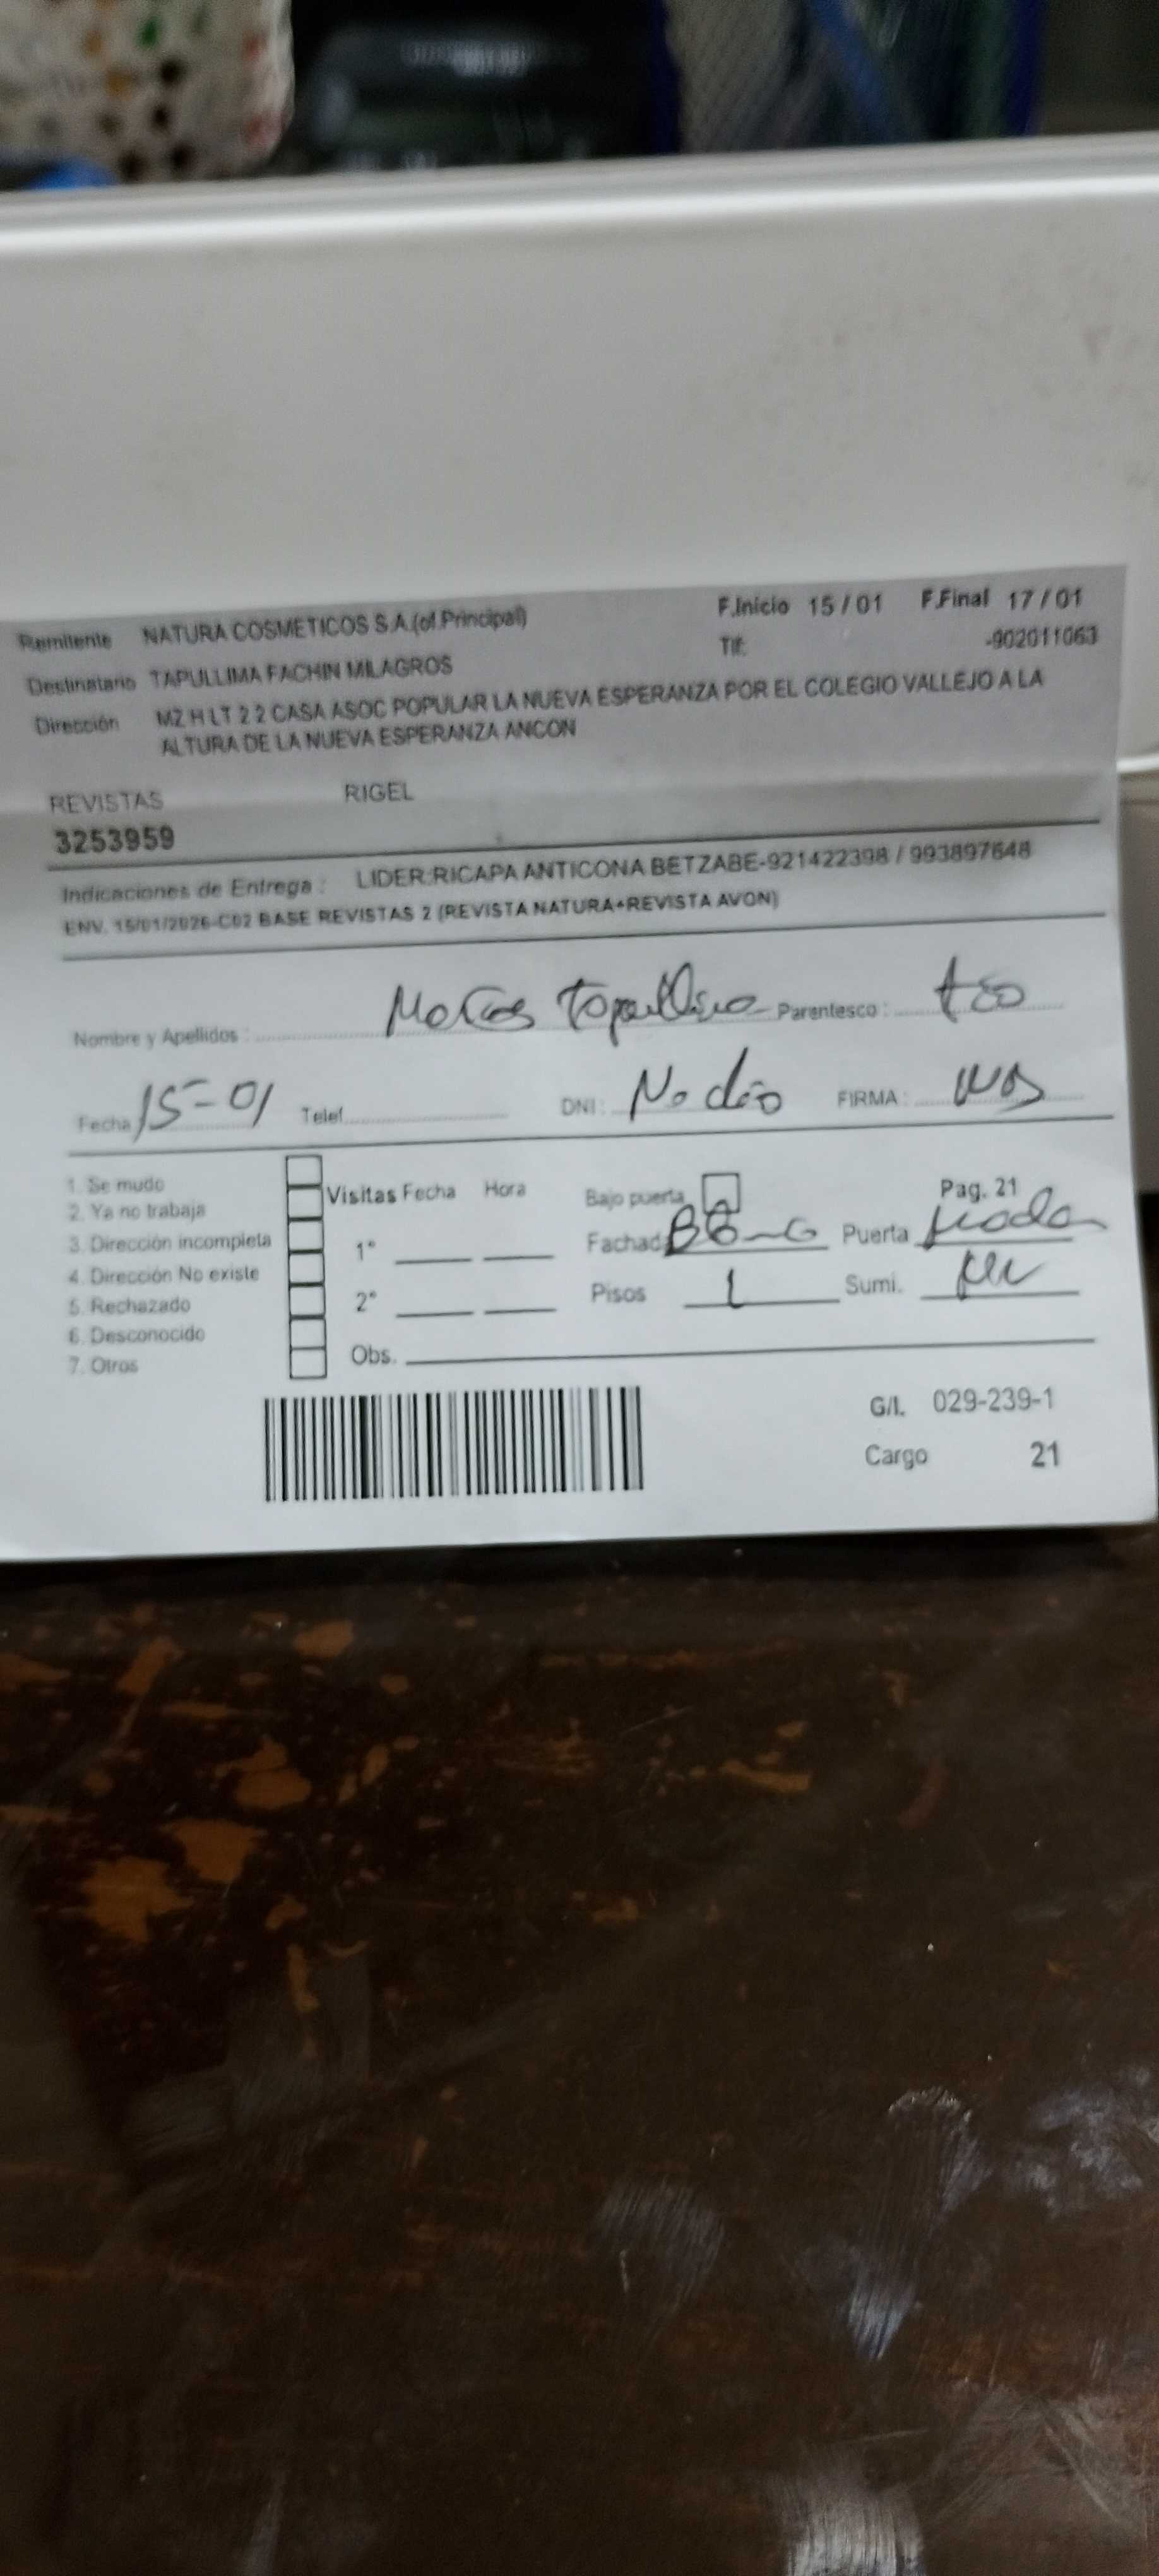 Remitente NATURA COSMETICOS S.A.(of.Principal) F.Inicio 15 / 01 F.Final 17 / 01
Tlf: -902011063
Destinatario TAPULLIMA FACHIN MILAGROS
Dirección MZ H LT 2 2 CASA ASOC POPULAR LA NUEVA ESPERANZA POR EL COLEGIO VALLEJO A LA
ALTURA DE LA NUEVA ESPERANZA ANCON
REVISTAS RIGEL
3253959
Indicaciones de Entrega : LIDER:RICAPA ANTICONA BETZABE-921422398 / 993897648
ENV. 15/01/2026-C02 BASE REVISTAS 2 (REVISTA NATURA+REVISTA AVON)
Nombre y Apellidos : Marcos Tapullima Parentesco : tio
Fecha 15-01 Telef. DNI : No dio FIRMA :
1. Se mudo
2. Ya no trabaja
3. Dirección incompleta
4. Dirección No existe
5. Rechazado
6. Desconocido
7. Otros
Visitas Fecha Hora
1°
2°
Obs.
Bajo puerta Pag. 21
Fachada Puerta
Pisos 1 Sumi.
G/I. 029-239-1
Cargo 21